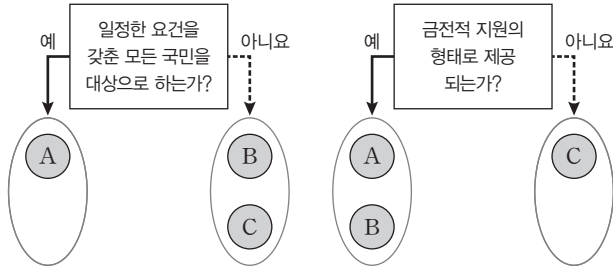 예
일정한 요건을
갖춘 모든 국민을
대상으로 하는가?
아니요
A
B
C
예
금전적 지원의
형태로 제공
되는가?
아니요
A
B
C